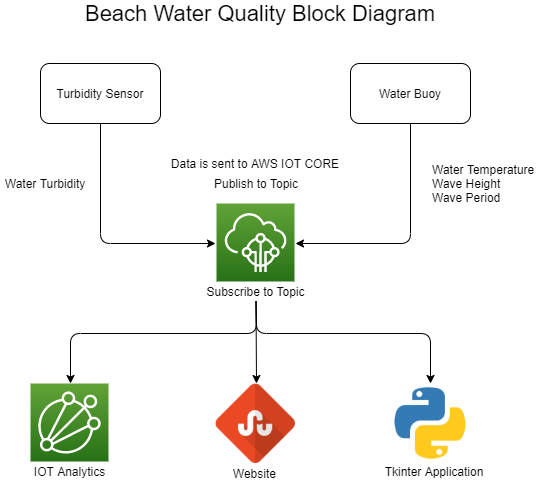 Beach Water Quality Block Diagram
Turbidity Sensor
Water Buoy
Data is sent to AWS IOT CORE
Publish to Topic
Water Turbidity
Water Temperature
Wave Height
Wave Period
Subscribe to Topic
IOT Analytics
Website
Tkinter Application